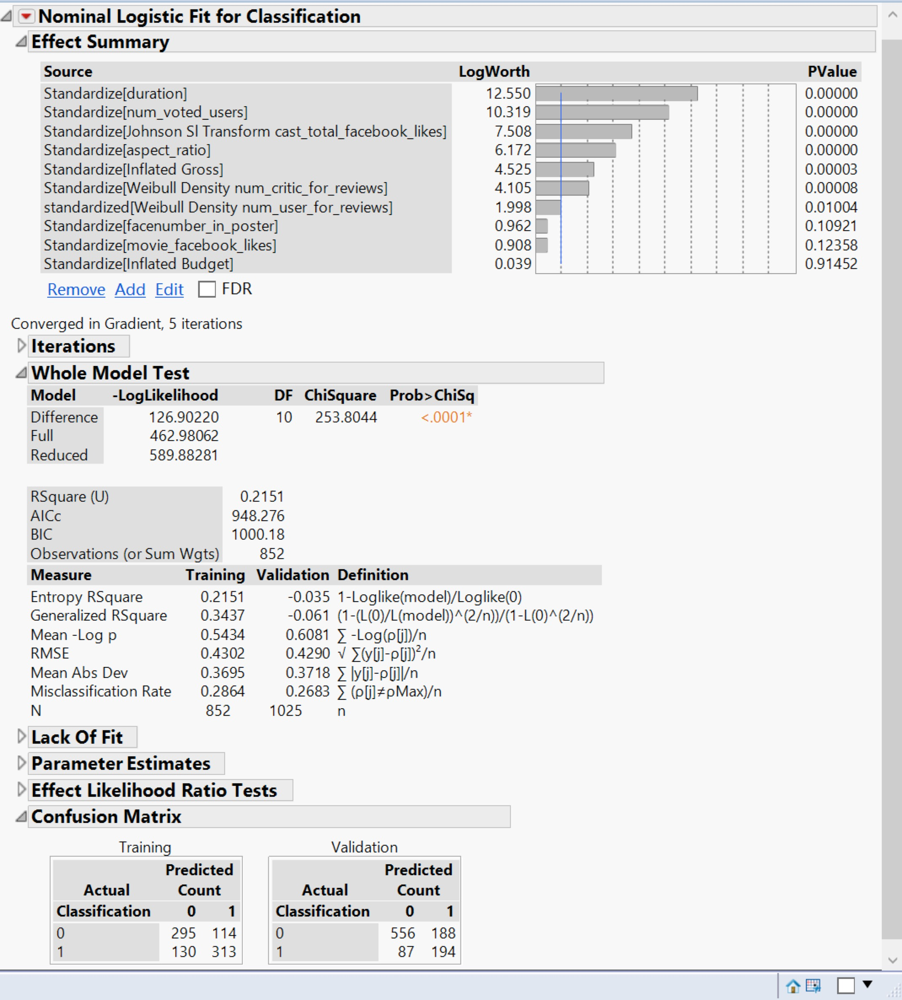 Nominal Logistic Fit for Classification
Effect Summary
Source LogWorth PValue
Standardize[duration] 12.550 0.00000
Standardize[num_voted_users] 10.319 0.00000
Standardize[Johnson Sl Transform cast_total_facebook_likes] 7.508 0.00000
Standardize[aspect_ratio] 6.172 0.00000
Standardize[Inflated Gross] 4.525 0.00003
Standardize[Weibull Density num_critic_for_reviews] 4.105 0.00008
standardized[Weibull Density num_user_for_reviews] 1.998 0.01004
Standardize[facenumber_in_poster] 0.962 0.10921
Standardize[movie_facebook_likes] 0.908 0.12358
Standardize[Inflated Budget] 0.039 0.91452
Remove Add Edit FDR
Converged in Gradient, 5 iterations
Iterations
Whole Model Test
Model -LogLikelihood DF ChiSquare Prob>ChiSq
Difference 126.90220 10 253.8044 <.0001*
Full 462.98062
Reduced 589.88281
RSquare (U) 0.2151
AICc 948.276
BIC 1000.18
Observations (or Sum Wgts) 852
Measure Training Validation Definition
Entropy RSquare 0.2151 -0.035 1-Loglike(model)/Loglike(0)
Generalized RSquare 0.3437 -0.061 (1-(L(0)/L(model))^(2/n))/(1-L(0)^(2/n))
Mean -Log p 0.5434 0.6081 ∑ -Log(ρ[j])/n
RMSE 0.4302 0.4290 √ ∑(y[j]-ρ[j])²/n
Mean Abs Dev 0.3695 0.3718 ∑ |y[j]-ρ[j]|/n
Misclassification Rate 0.2864 0.2683 ∑ (ρ[j]≠ρMax)/n
N 852 1025 n
Lack Of Fit
Parameter Estimates
Effect Likelihood Ratio Tests
Confusion Matrix
Training Validation
Predicted Predicted
Actual Count Actual Count
Classification 0 1 Classification 0 1
0 295 114 0 556 188
1 130 313 1 87 194